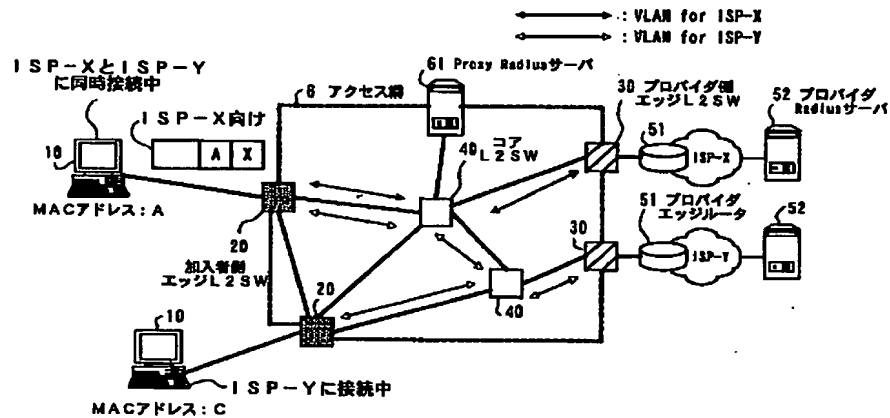 : VLAN for ISP-X
: VLAN for ISP-Y
ISP-XとISP-Y
に同時接続中
ISP-X向け
A X
10
MACアドレス:A
6 アクセス網
61 Proxy Radiusサーバ
コア
L2SW
40
30 プロバイダ側
エッジL2SW
51
ISP-X
52 プロバイダ
Radiusサーバ
20
加入者側
エッジL2SW
30
51 プロバイダ
エッジルータ
ISP-Y
52
20
40
10
ISP-Yに接続中
MACアドレス:C